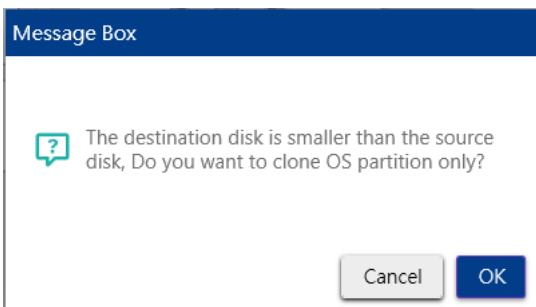 Message Box
The destination disk is smaller than the source
disk, Do you want to clone OS partition only?
Cancel
OK